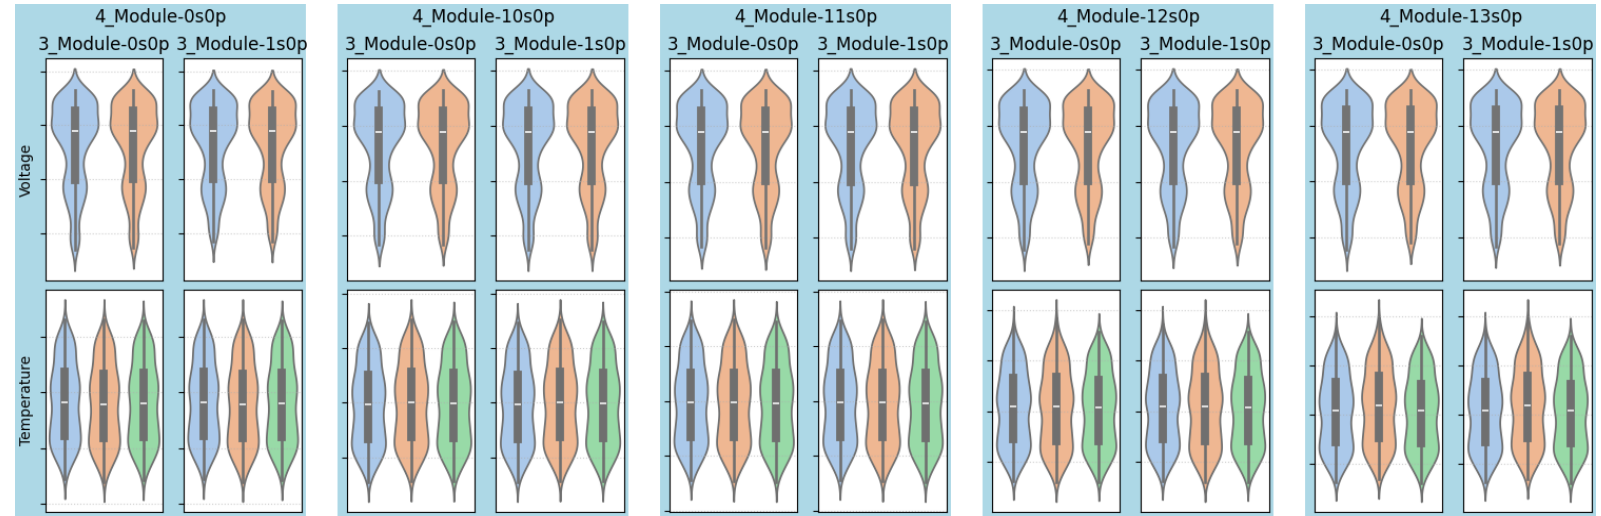 4_Module-0s0p
4_Module-10s0p
4_Module-11s0p
4_Module-12s0p
4_Module-13s0p
3_Module-0s0p 3_Module-1s0p
3_Module-0s0p 3_Module-1s0p
3_Module-0s0p 3_Module-1s0p
3_Module-0s0p 3_Module-1s0p
3_Module-0s0p 3_Module-1s0p
Voltage
Temperature